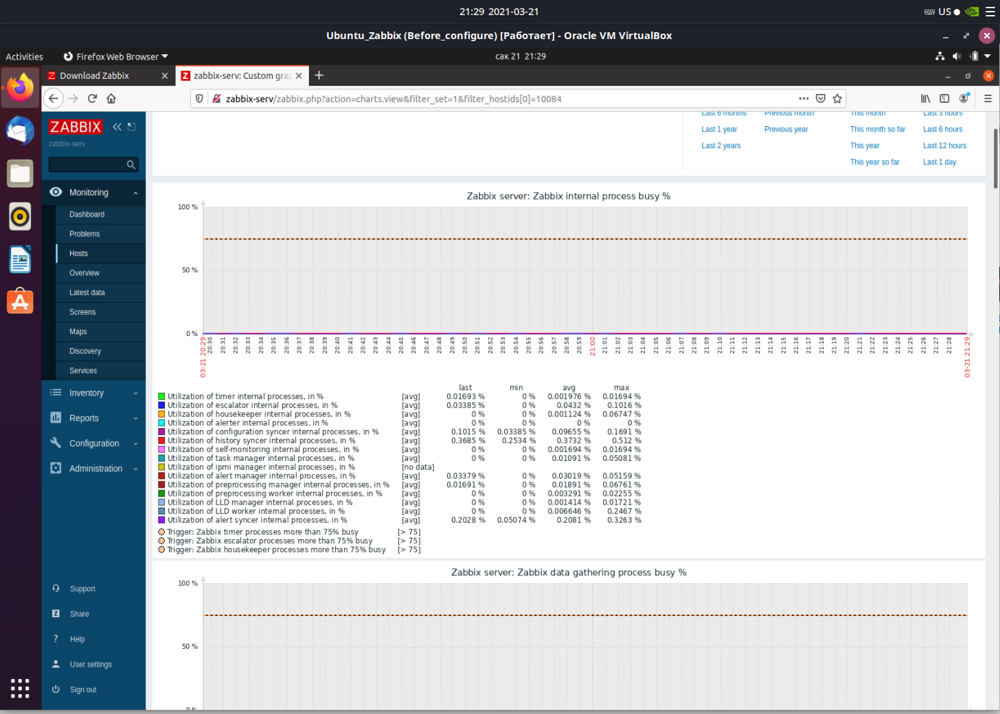 21:29 2021-03-21
US
Ubuntu_Zabbix (Before_configure) [Работает] - Oracle VM VirtualBox
Activities
Firefox Web Browser
сак 21 21:29
Download Zabbix
zabbix-serv: Custom gra
zabbix-serv/zabbix.php?action=charts.view&filter_set=1&filter_hostids[0]=10084
ZABBIX
zabbix-serv
Monitoring
Dashboard
Problems
Hosts
Overview
Latest data
Screens
Maps
Discovery
Services
Inventory
Reports
Configuration
Administration
Support
Share
Help
User settings
Sign out
Last 6 months Previous month This month Last 3 hours
Last 1 year Previous year This month so far Last 6 hours
Last 2 years This year Last 12 hours
This year so far Last 1 day
Zabbix server: Zabbix internal process busy %
100 %
50 %
0 %
03-21 20:29 20:30 20:31 20:32 20:33 20:34 20:35 20:36 20:37 20:38 20:39 20:40 20:41 20:42 20:43 20:44 20:45 20:46 20:47 20:48 20:49 20:50 20:51 20:52 20:53 20:54 20:55 20:56 20:57 20:58 20:59 21:00 21:01 21:02 21:03 21:04 21:05 21:06 21:07 21:08 21:09 21:10 21:11 21:12 21:13 21:14 21:15 21:16 21:17 21:18 21:19 21:20 21:21 21:22 21:23 21:24 21:25 21:26 21:27 21:28 03-21 21:29
last min avg max
Utilization of timer internal processes, in % [avg] 0.01693 % 0 % 0.001976 % 0.01694 %
Utilization of escalator internal processes, in % [avg] 0.03385 % 0 % 0.0432 % 0.1016 %
Utilization of housekeeper internal processes, in % [avg] 0 % 0 % 0.001124 % 0.06747 %
Utilization of alerter internal processes, in % [avg] 0 % 0 % 0 % 0 %
Utilization of configuration syncer internal processes, in % [avg] 0.1015 % 0.03385 % 0.09655 % 0.1691 %
Utilization of history syncer internal processes, in % [avg] 0.3685 % 0.2534 % 0.3732 % 0.512 %
Utilization of self-monitoring internal processes, in % [avg] 0 % 0 % 0.001694 % 0.01694 %
Utilization of task manager internal processes, in % [avg] 0 % 0 % 0.01091 % 0.05081 %
Utilization of ipmi manager internal processes, in % [no data]
Utilization of alert manager internal processes, in % [avg] 0.03379 % 0 % 0.03019 % 0.05159 %
Utilization of preprocessing manager internal processes, in % [avg] 0.01691 % 0 % 0.01891 % 0.06761 %
Utilization of preprocessing worker internal processes, in % [avg] 0 % 0 % 0.003291 % 0.02255 %
Utilization of LLD manager internal processes, in % [avg] 0 % 0 % 0.001414 % 0.01721 %
Utilization of LLD worker internal processes, in % [avg] 0 % 0 % 0.006646 % 0.2467 %
Utilization of alert syncer internal processes, in % [avg] 0.2028 % 0.05074 % 0.2081 % 0.3263 %
Trigger: Zabbix timer processes more than 75% busy [> 75]
Trigger: Zabbix escalator processes more than 75% busy [> 75]
Trigger: Zabbix housekeeper processes more than 75% busy [> 75]
Zabbix server: Zabbix data gathering process busy %
100 %
50 %
0 %